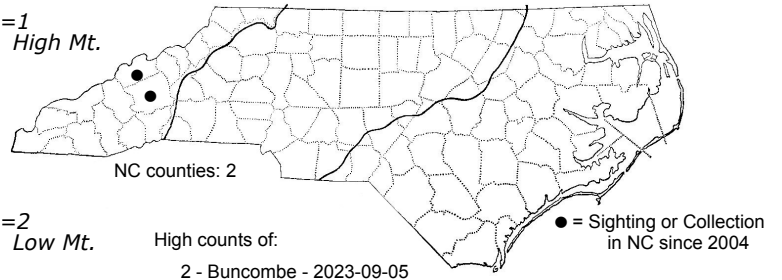 =1
High Mt.
NC counties: 2
=2
Low Mt.
High counts of:
2 - Buncombe - 2023-09-05
● = Sighting or Collection
in NC since 2004